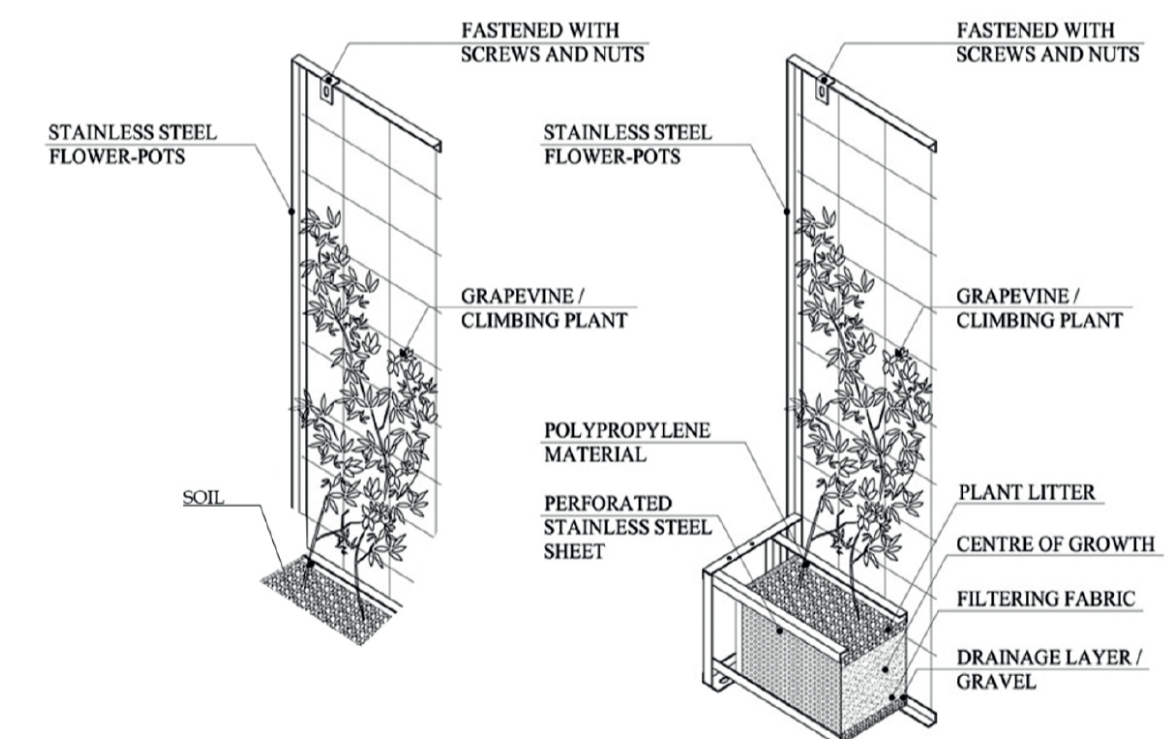 FASTENED WITH
SCREWS AND NUTS
STAINLESS STEEL
FLOWER-POTS
GRAPEVINE /
CLIMBING PLANT
SOIL
FASTENED WITH
SCREWS AND NUTS
STAINLESS STEEL
FLOWER-POTS
GRAPEVINE /
CLIMBING PLANT
POLYPROPYLENE
MATERIAL
PERFORATED
STAINLESS STEEL
SHEET
PLANT LITTER
CENTRE OF GROWTH
FILTERING FABRIC
DRAINAGE LAYER /
GRAVEL